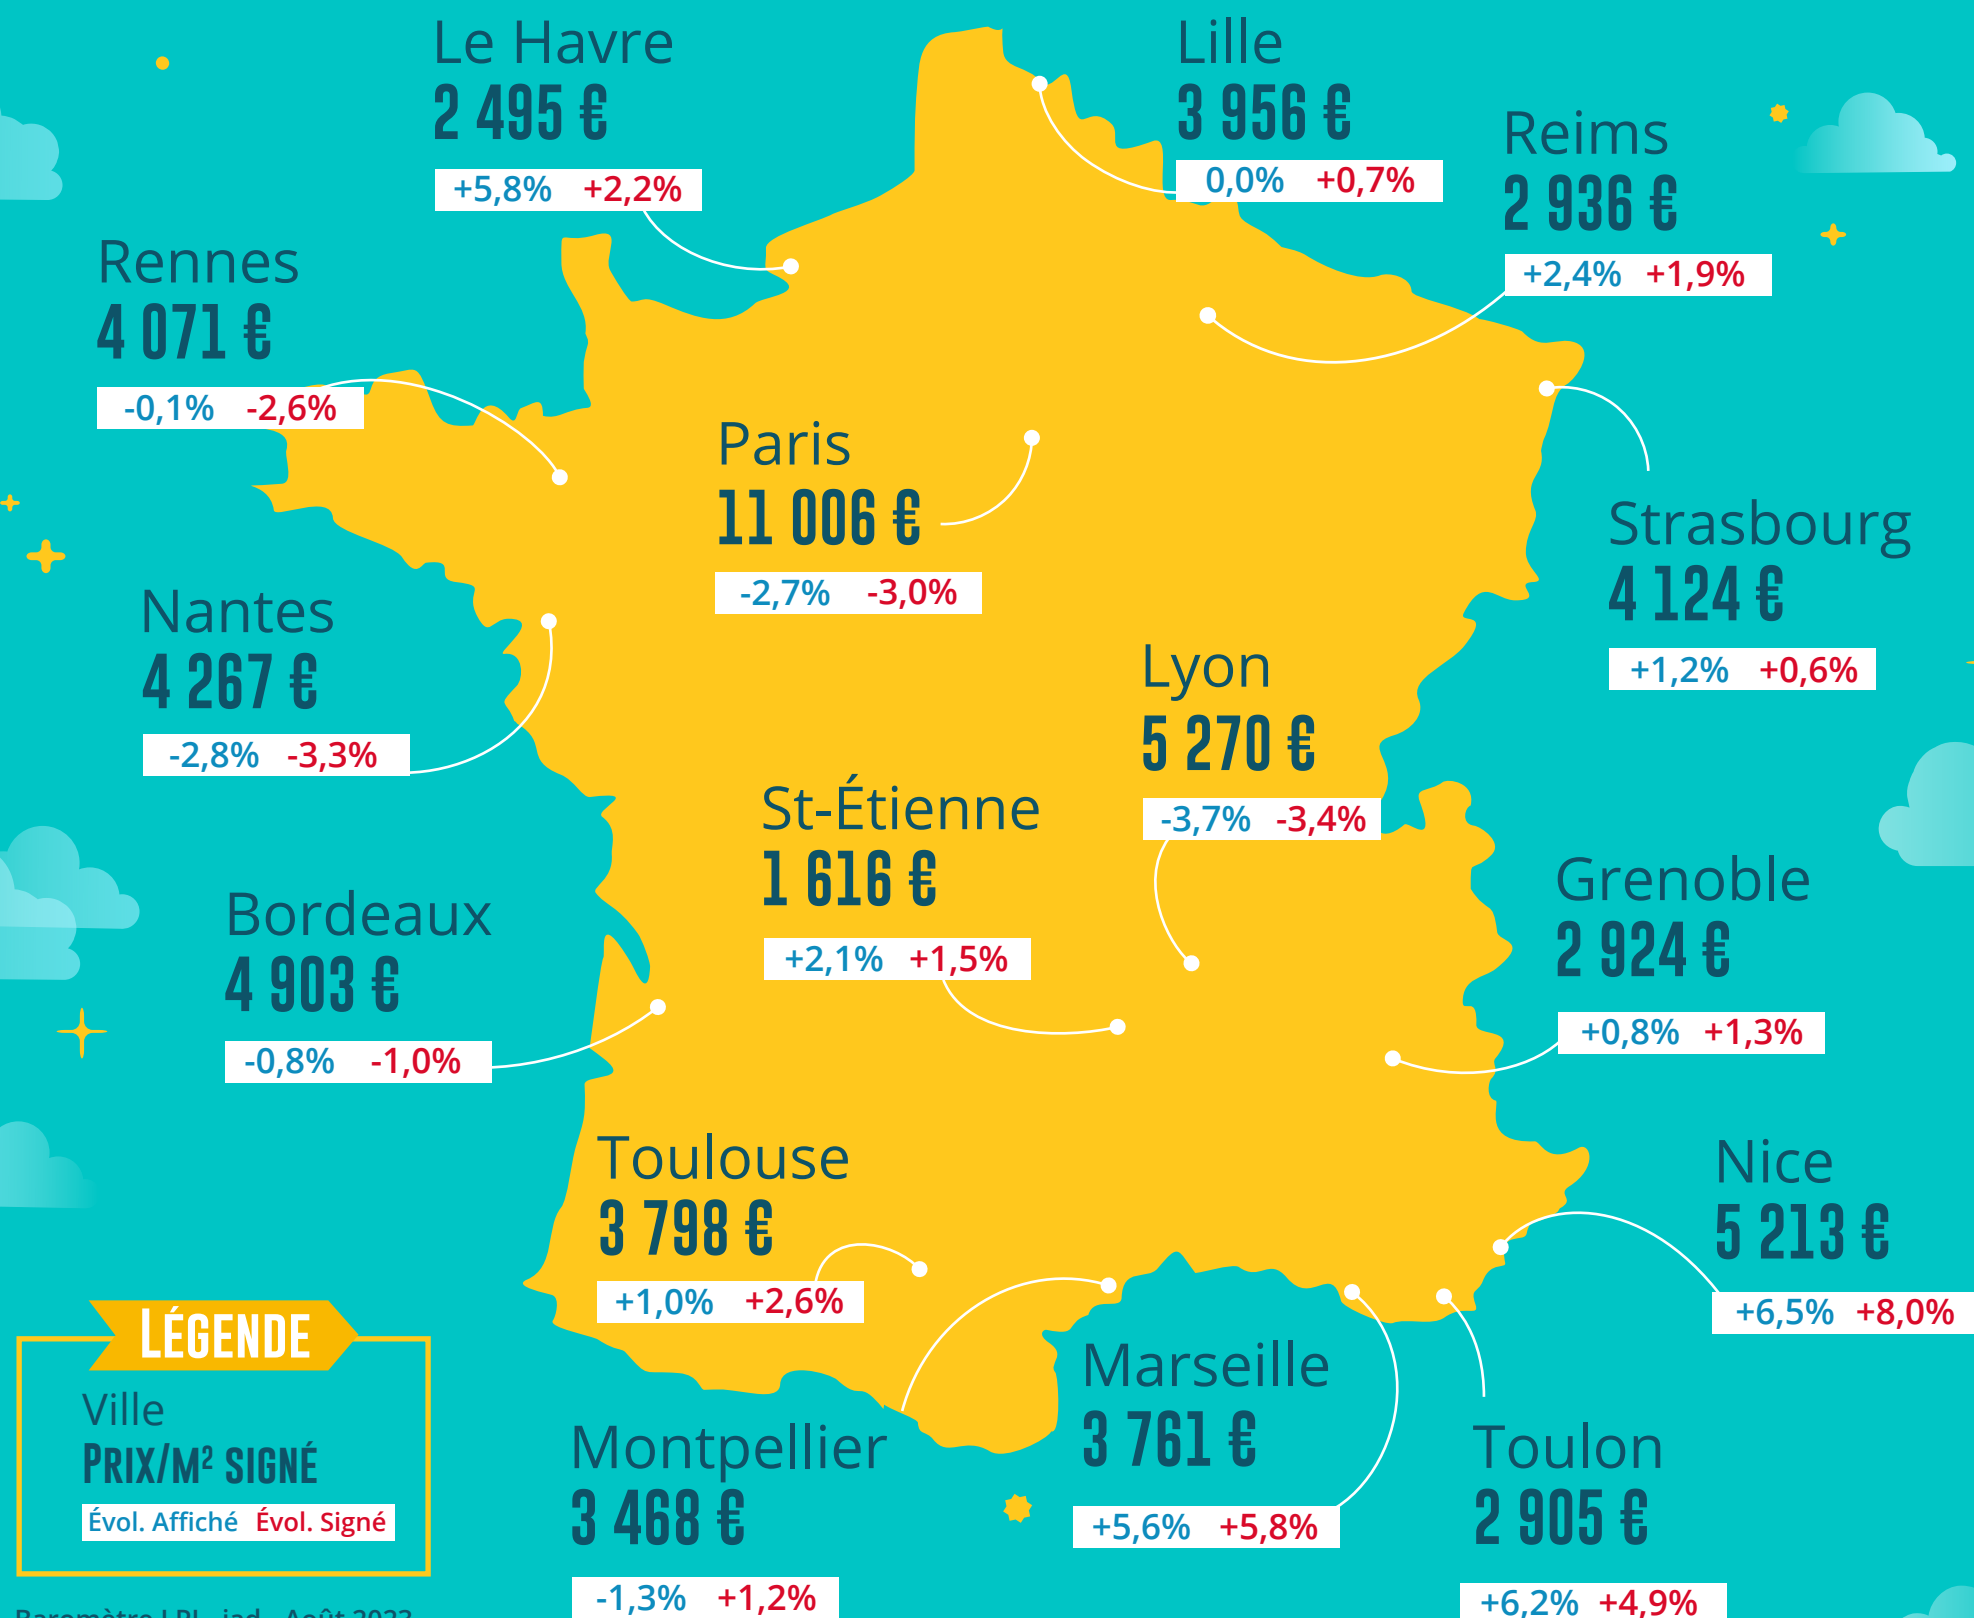 Le Havre
2 495 €
+5,8% +2,2%
Lille
3 956 €
0,0% +0,7%
Reims
2 936 €
+2,4% +1,9%
Rennes
4 071 €
-0,1% -2,6%
Paris
11 006 €
-2,7% -3,0%
Strasbourg
4 124 €
+1,2% +0,6%
Nantes
4 267 €
-2,8% -3,3%
Lyon
5 270 €
-3,7% -3,4%
St-Étienne
1 616 €
+2,1% +1,5%
Grenoble
2 924 €
+0,8% +1,3%
Bordeaux
4 903 €
-0,8% -1,0%
Toulouse
3 798 €
+1,0% +2,6%
Nice
5 213 €
+6,5% +8,0%
Marseille
3 761 €
+5,6% +5,8%
Montpellier
3 468 €
-1,3% +1,2%
Toulon
2 905 €
+6,2% +4,9%
LÉGENDE
Ville
PRIX/M² SIGNÉ
Évol. Affiché Évol. Signé
Baromètre LPI - iad - Août 2023